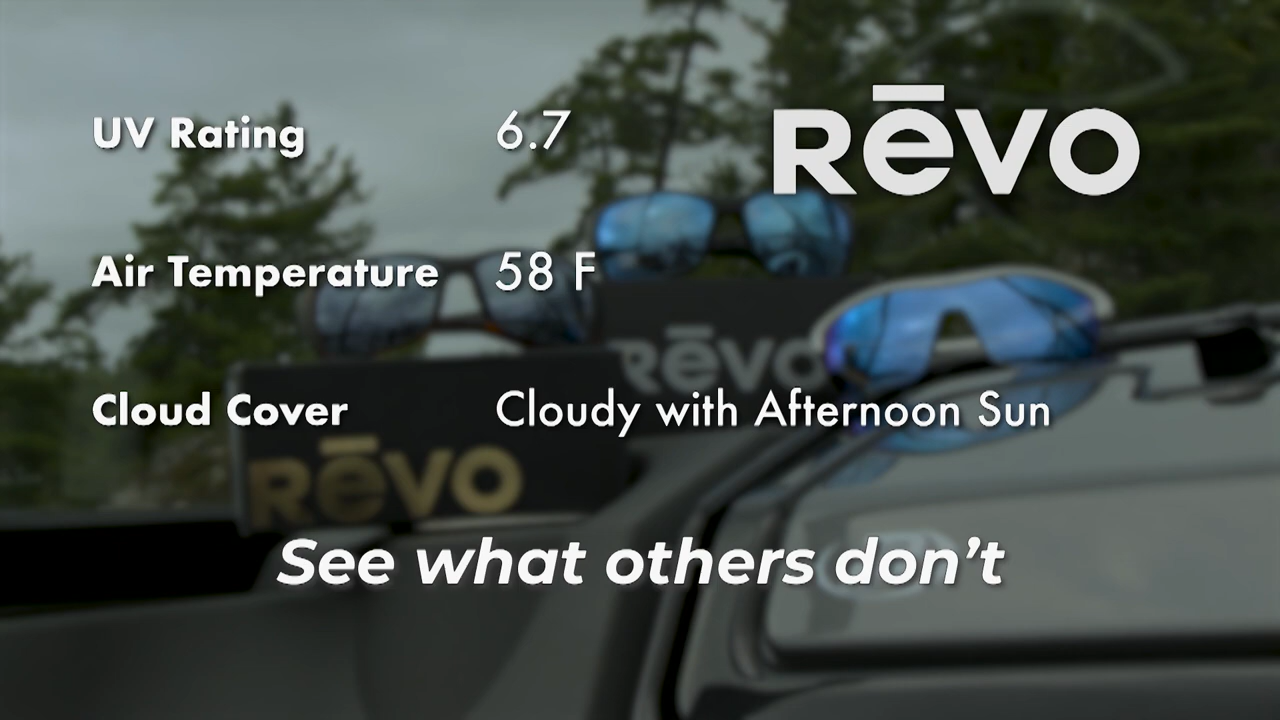 UV Rating 6.7
Rēvo
Air Temperature 58 F
Rēvo
Cloud Cover Cloudy with Afternoon Sun
Rēvo
See what others don't